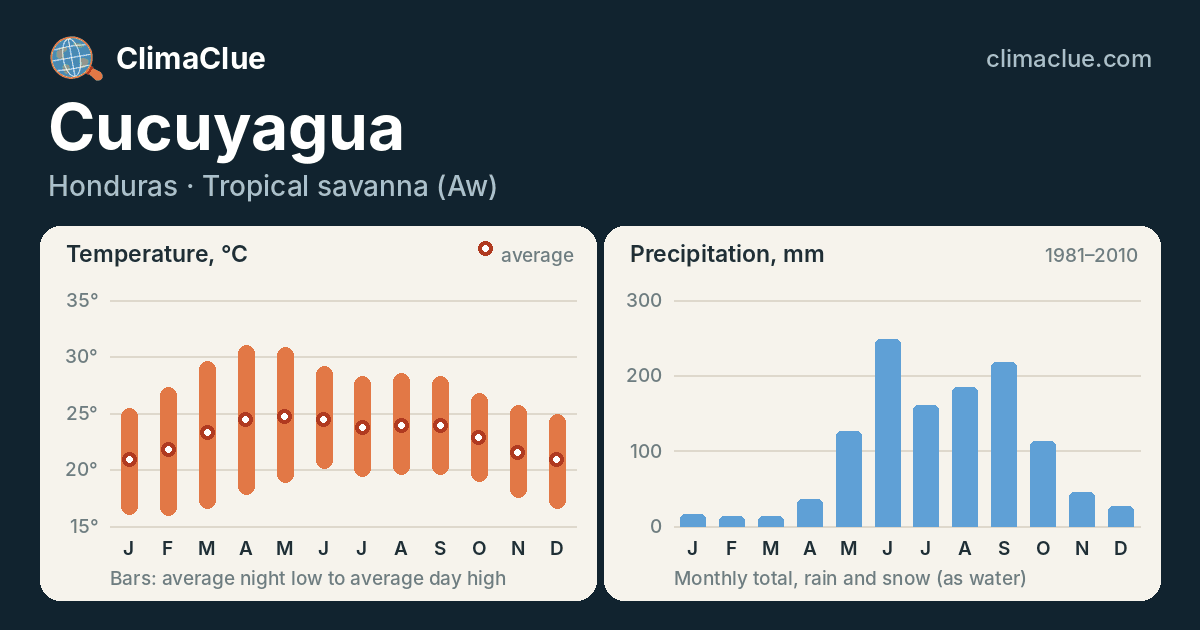 ClimaClue
climaclue.com
Cucuyagua
Honduras · Tropical savanna (Aw)
Temperature, °C
average
35°
30°
25°
20°
15°
J F M A M J J A S O N D
Bars: average night low to average day high
Precipitation, mm
1981–2010
300
200
100
0
J F M A M J J A S O N D
Monthly total, rain and snow (as water)